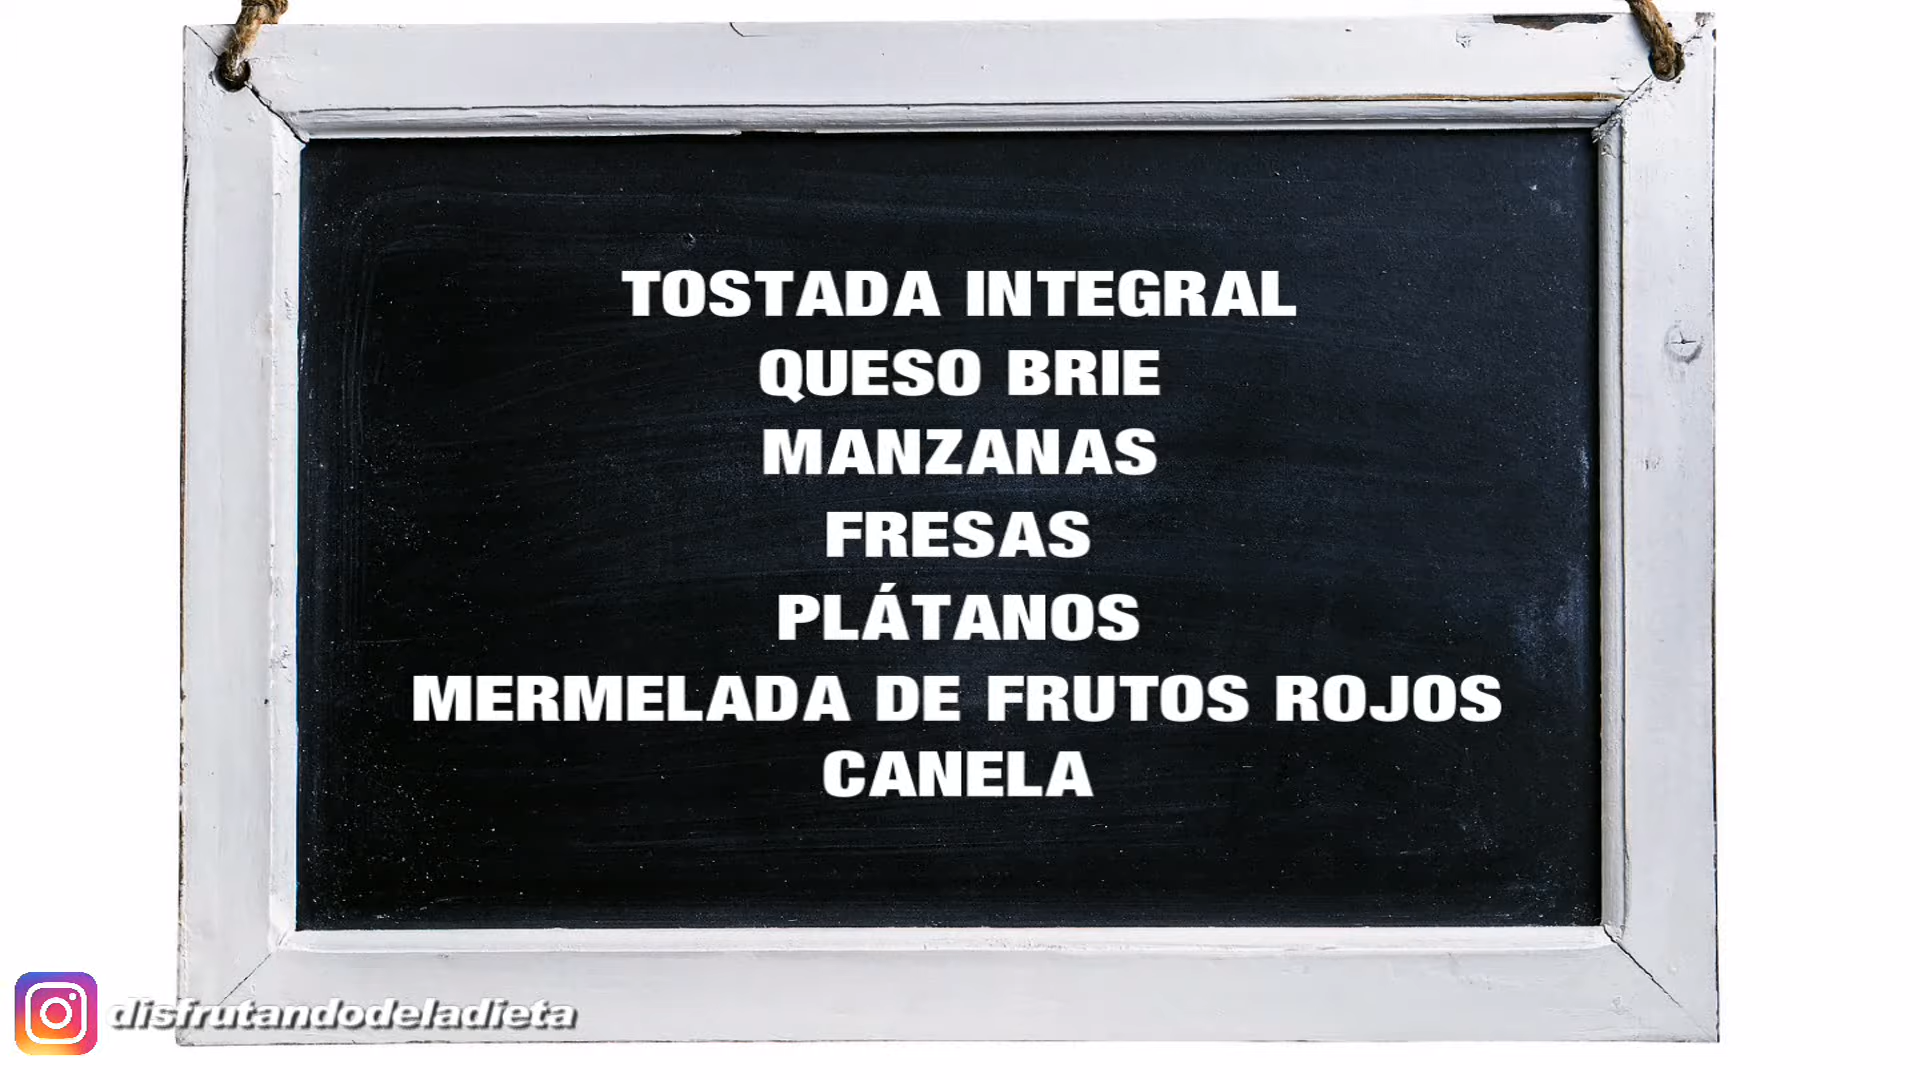 TOSTADA INTEGRAL
QUESO BRIE
MANZANAS
FRESAS
PLÁTANOS
MERMELADA DE FRUTOS ROJOS
CANELA
disfrutandodeladieta